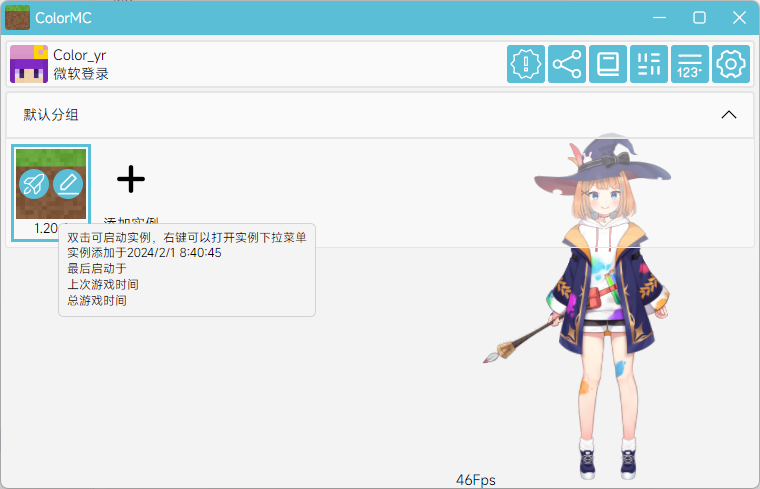 ColorMC
Color_yr
微软登录
123
默认分组
1.20
添加实例
双击可启动实例，右键可以打开实例下拉菜单
实例添加于2024/2/1 8:40:45
最后启动于
上次游戏时间
总游戏时间
46Fps